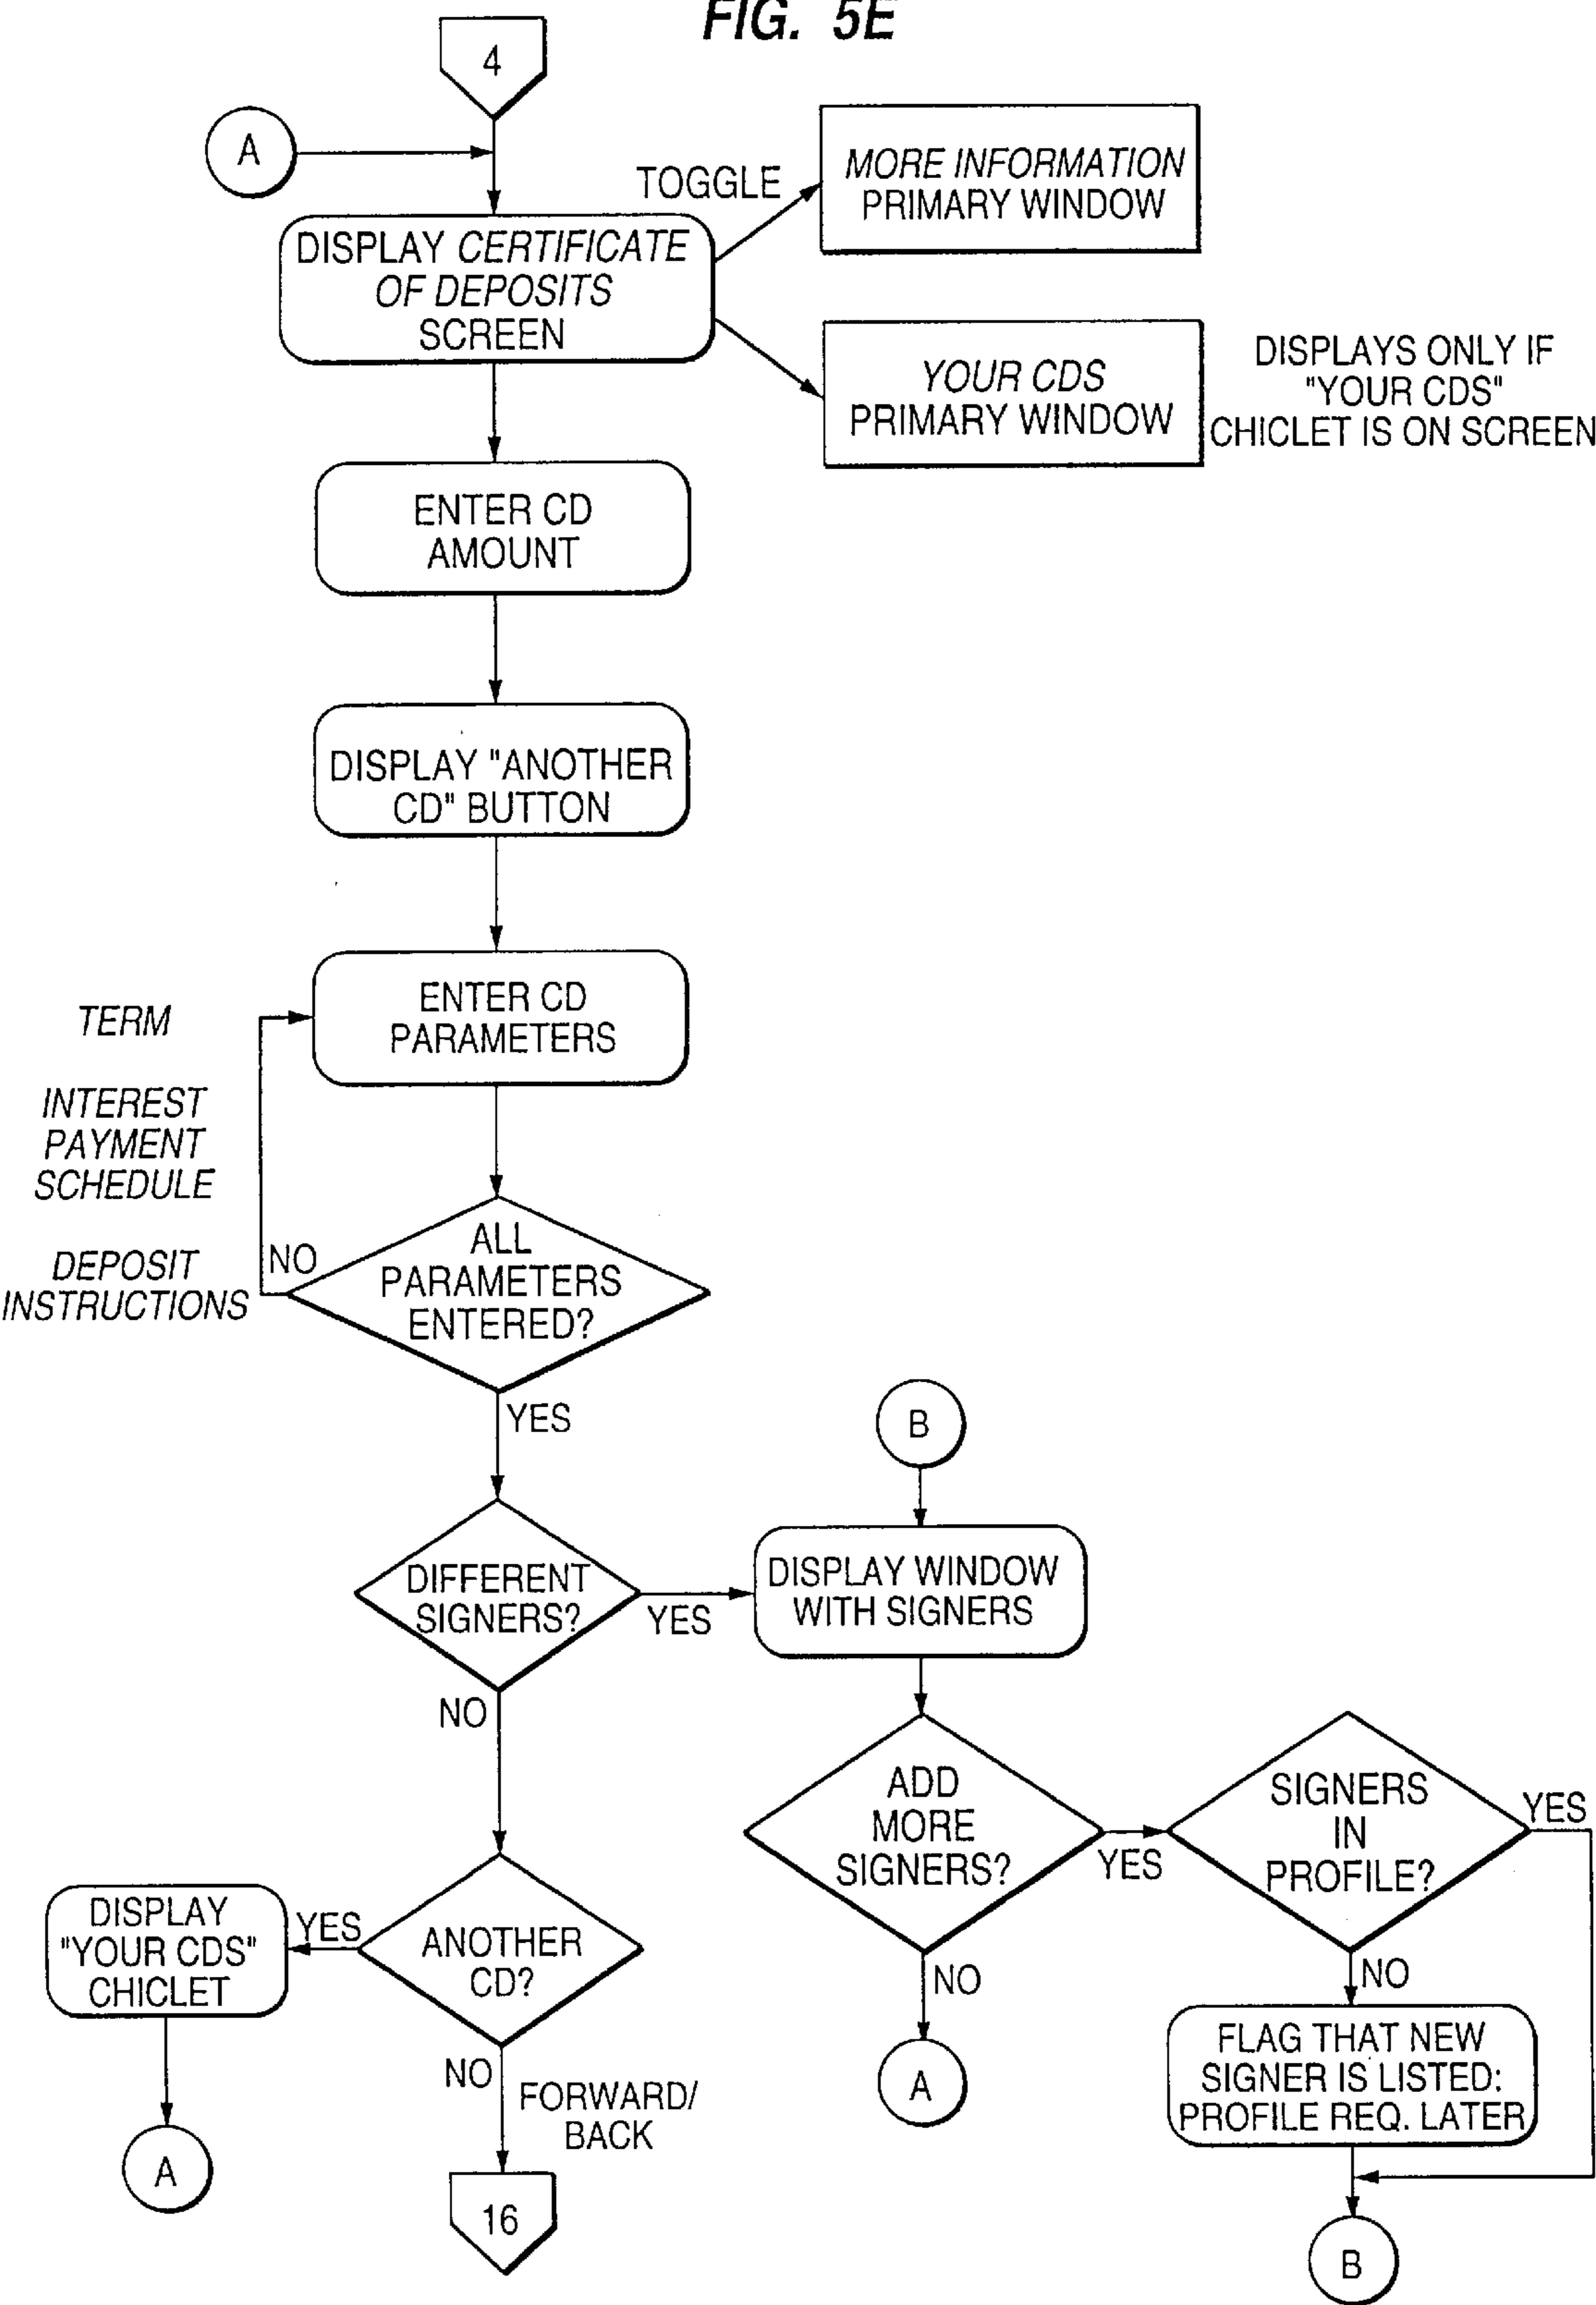 FIG. 5E
4
A
TOGGLE
MORE INFORMATION
PRIMARY WINDOW
DISPLAY CERTIFICATE
OF DEPOSITS
SCREEN
YOUR CDS
PRIMARY WINDOW
DISPLAYS ONLY IF
"YOUR CDS"
CHICLET IS ON SCREEN
ENTER CD
AMOUNT
DISPLAY "ANOTHER
CD" BUTTON
ENTER CD
PARAMETERS
TERM
INTEREST
PAYMENT
SCHEDULE
DEPOSIT
INSTRUCTIONS
NO
ALL
PARAMETERS
ENTERED?
YES
B
DIFFERENT
SIGNERS?
YES
DISPLAY WINDOW
WITH SIGNERS
NO
ADD
MORE
SIGNERS?
YES
SIGNERS
IN
PROFILE?
YES
DISPLAY
"YOUR CDS"
CHICLET
YES
ANOTHER
CD?
NO
NO
FLAG THAT NEW
SIGNER IS LISTED:
PROFILE REQ. LATER
A
NO
FORWARD/
BACK
A
16
B